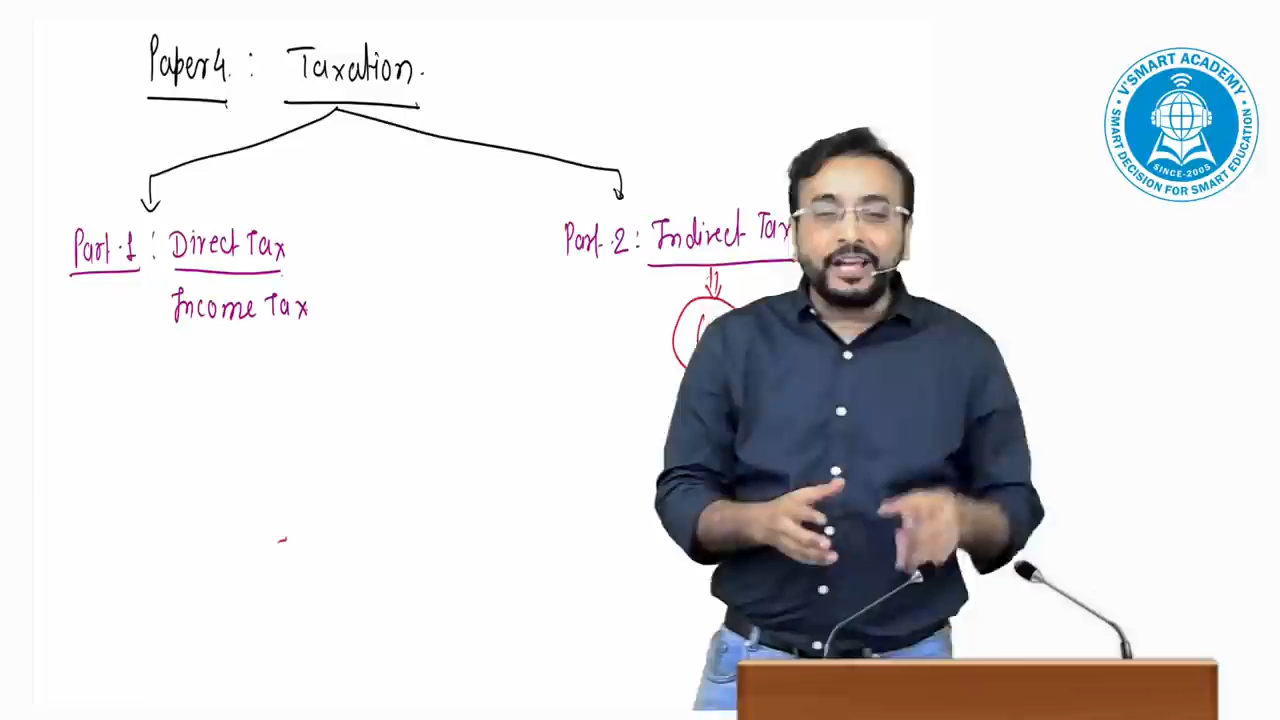 Paper 4 : Taxation.
Part-1 : Direct Tax
Income Tax
Part-2 : Indirect Tax
V'SMART ACADEMY
SINCE-2005
SMART DECISION FOR SMART EDUCATION